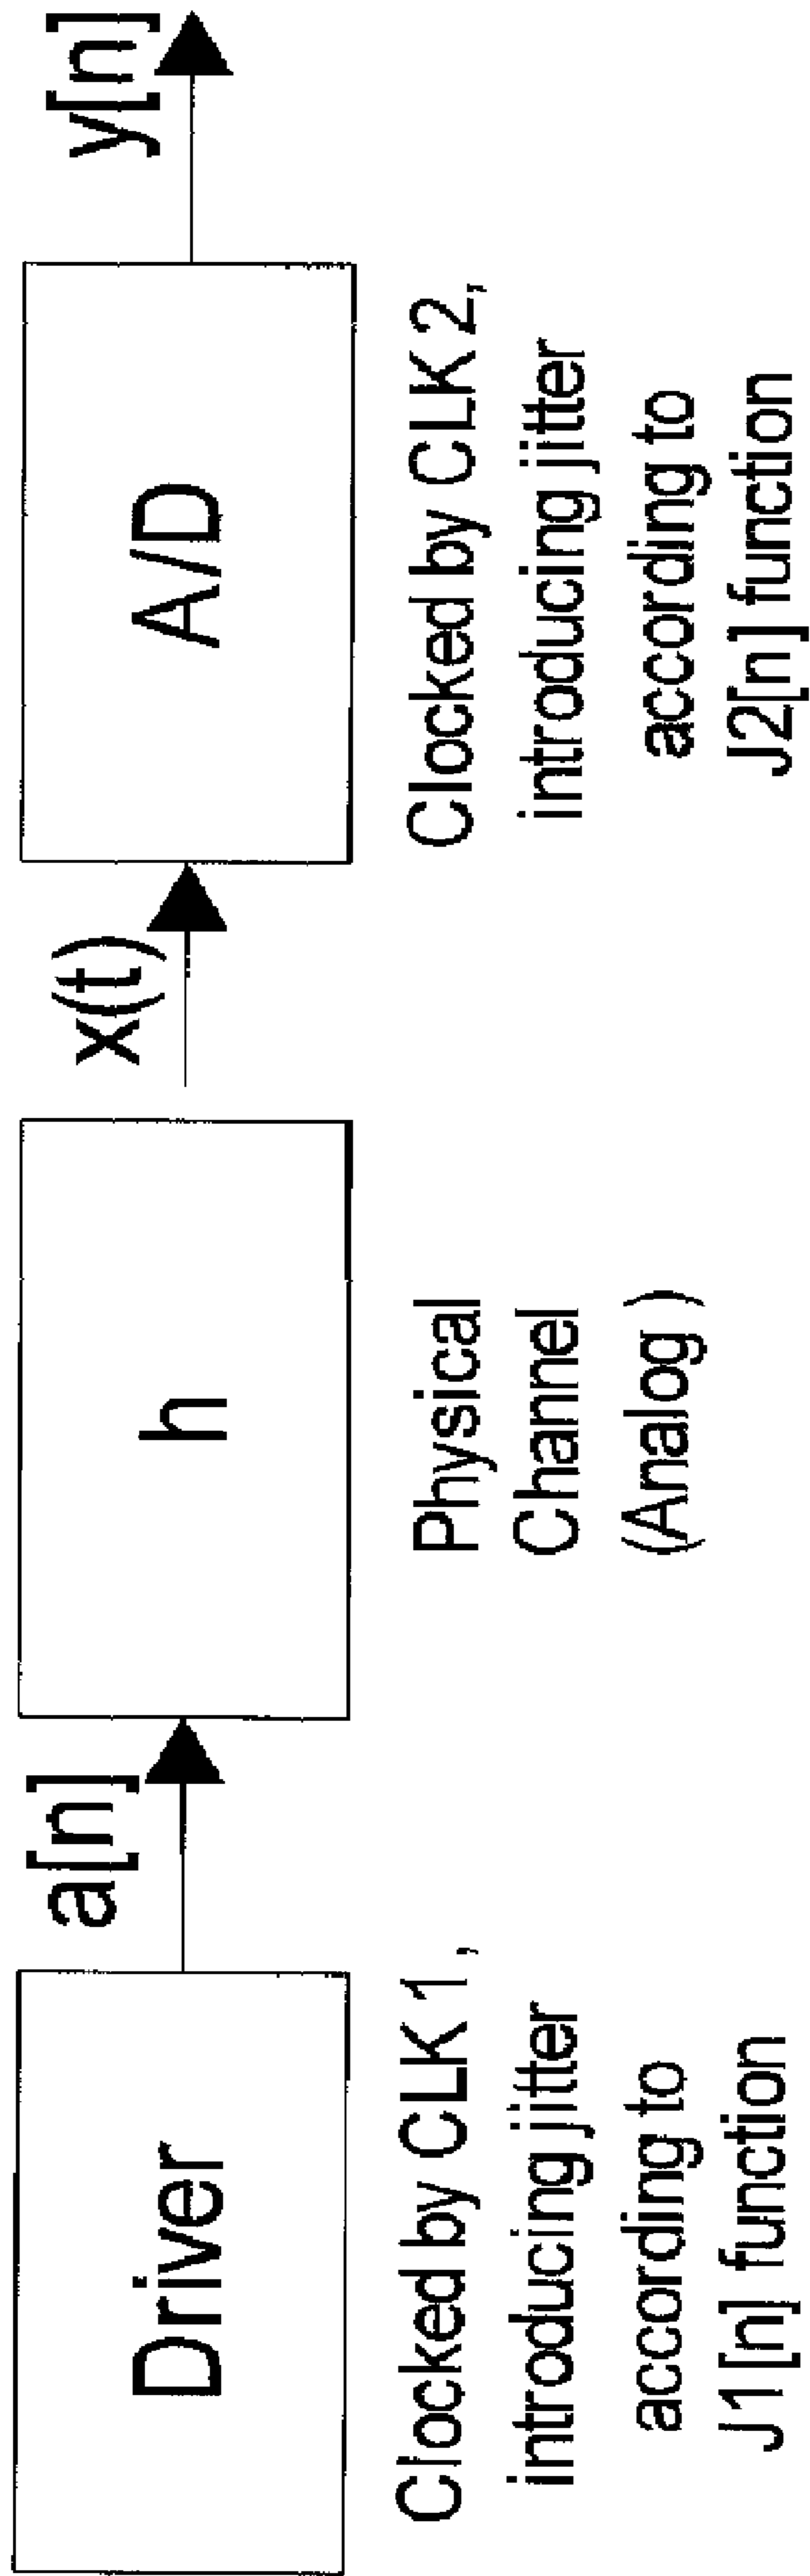 Driver
a[n]
h
x(t)
A/D
y[n]
Clocked by CLK 1,
introducing jitter
according to
J1[n] function
Physical
Channel
(Analog )
Clocked by CLK 2,
introducing jitter
according to
J2[n] function